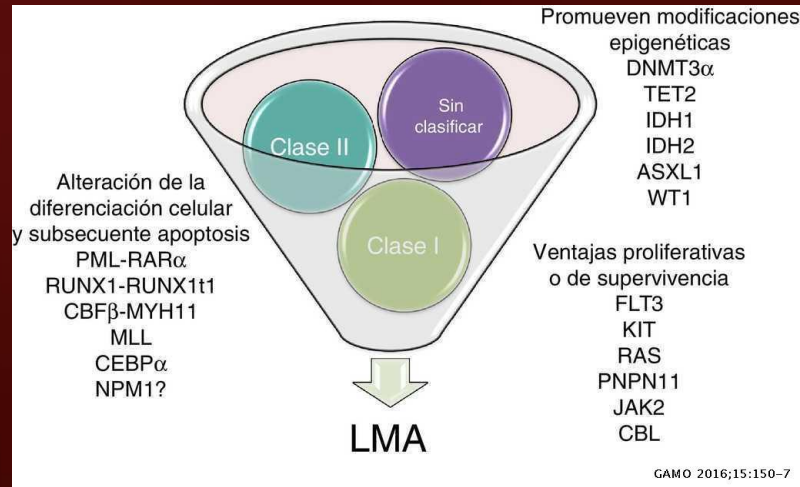 Promueven modificaciones
epigenéticas
DNMT3α
TET2
IDH1
IDH2
ASXL1
WT1
Sin
clasificar
Clase II
Clase I
Alteración de la
diferenciación celular
y subsecuente apoptosis
PML-RARα
RUNX1-RUNX1t1
CBFβ-MYH11
MLL
CEBPα
NPM1?
Ventajas proliferativas
o de supervivencia
FLT3
KIT
RAS
PNPN11
JAK2
CBL
LMA
GAMO 2016;15:150–7